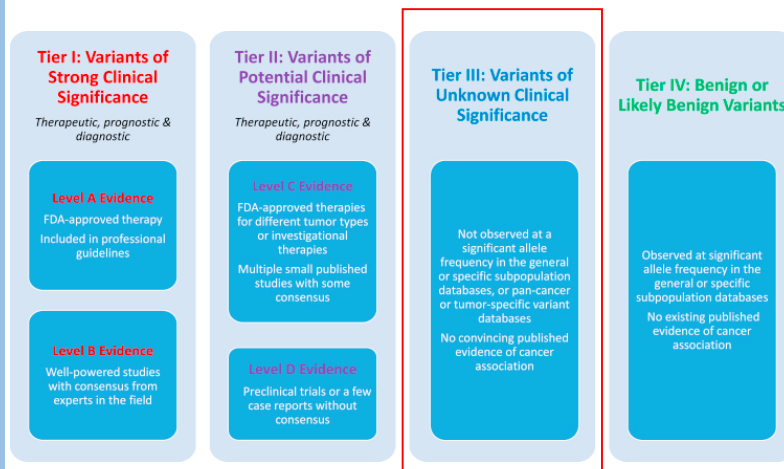 Tier I: Variants of
Strong Clinical
Significance
Therapeutic, prognostic &
diagnostic
Level A Evidence
FDA-approved therapy
Included in professional
guidelines
Level B Evidence
Well-powered studies
with consensus from
experts in the field
Tier II: Variants of
Potential Clinical
Significance
Therapeutic, prognostic &
diagnostic
Level C Evidence
FDA-approved therapies
for different tumor types
or investigational
therapies
Multiple small published
studies with some
consensus
Level D Evidence
Preclinical trials or a few
case reports without
consensus
Tier III: Variants of
Unknown Clinical
Significance
Not observed at a
significant allele
frequency in the general
or specific subpopulation
databases, or pan-cancer
or tumor-specific variant
databases
No convincing published
evidence of cancer
association
Tier IV: Benign or
Likely Benign Variants
Observed at significant
allele frequency in the
general or specific
subpopulation databases
No existing published
evidence of cancer
association